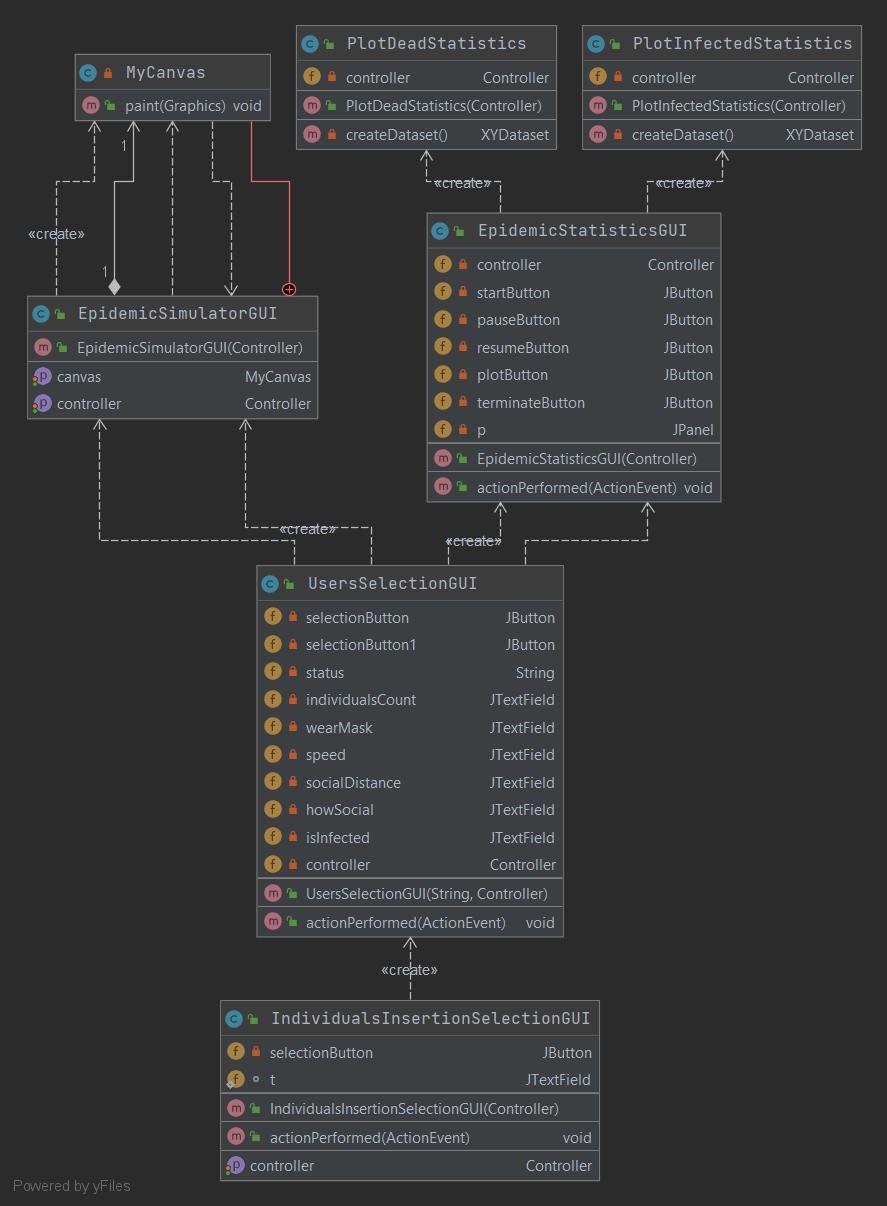 MyCanvas
paint(Graphics) void
PlotDeadStatistics
controller Controller
PlotDeadStatistics(Controller)
createDataset() XYDataset
PlotInfectedStatistics
controller Controller
PlotInfectedStatistics(Controller)
createDataset() XYDataset
1
«create»
1
«create»
«create»
EpidemicSimulatorGUI
EpidemicSimulatorGUI(Controller)
canvas MyCanvas
controller Controller
EpidemicStatisticsGUI
controller Controller
startButton JButton
pauseButton JButton
resumeButton JButton
plotButton JButton
terminateButton JButton
p JPanel
EpidemicStatisticsGUI(Controller)
actionPerformed(ActionEvent) void
«create»
«create»
UsersSelectionGUI
selectionButton JButton
selectionButton1 JButton
status String
individualsCount JTextField
wearMask JTextField
speed JTextField
socialDistance JTextField
howSocial JTextField
isInfected JTextField
controller Controller
UsersSelectionGUI(String, Controller)
actionPerformed(ActionEvent) void
«create»
IndividualsInsertionSelectionGUI
selectionButton JButton
t JTextField
IndividualsInsertionSelectionGUI(Controller)
actionPerformed(ActionEvent) void
controller Controller
Powered by yFiles